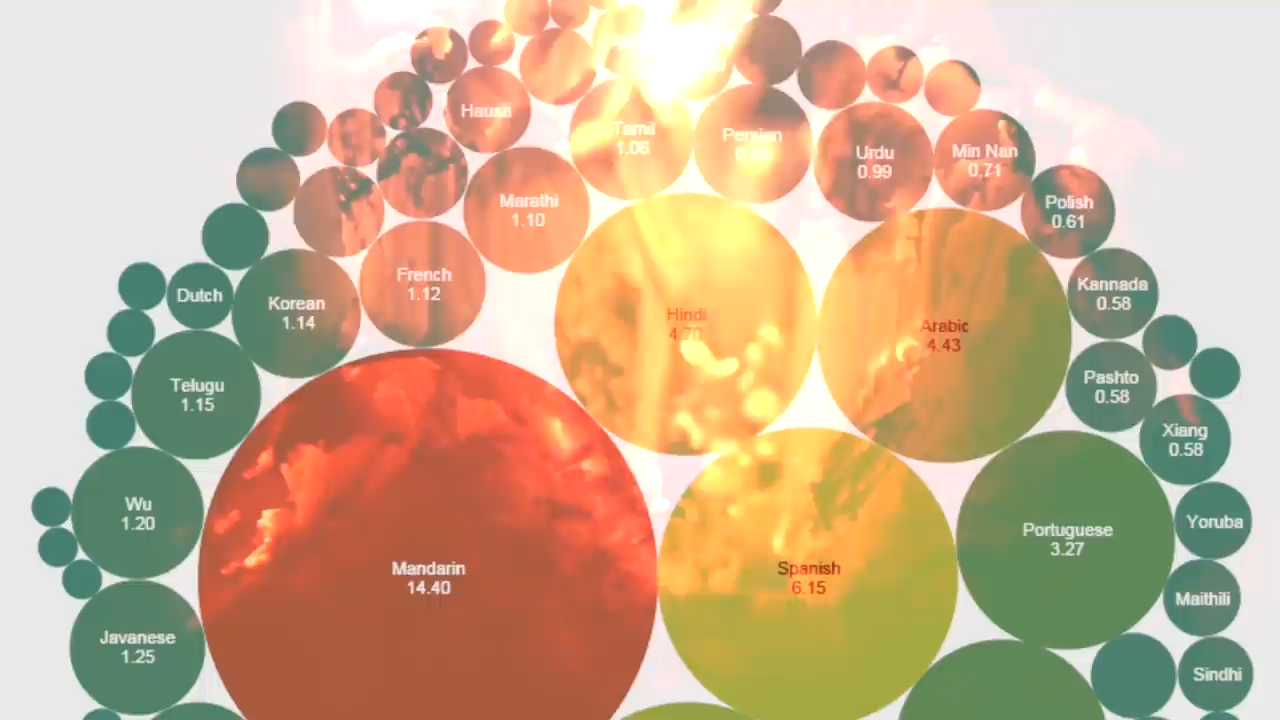 Hausa
Tamil
1.06
Persian
Urdu
0.99
Min Nan
0.71
Marathi
1.10
Polish
0.61
French
1.12
Dutch
Korean
1.14
Hindi
4.70
Arabic
4.43
Kannada
0.58
Telugu
1.15
Pashto
0.58
Xiang
0.58
Wu
1.20
Mandarin
14.40
Spanish
6.15
Portuguese
3.27
Yoruba
Javanese
1.25
Maithili
Sindhi